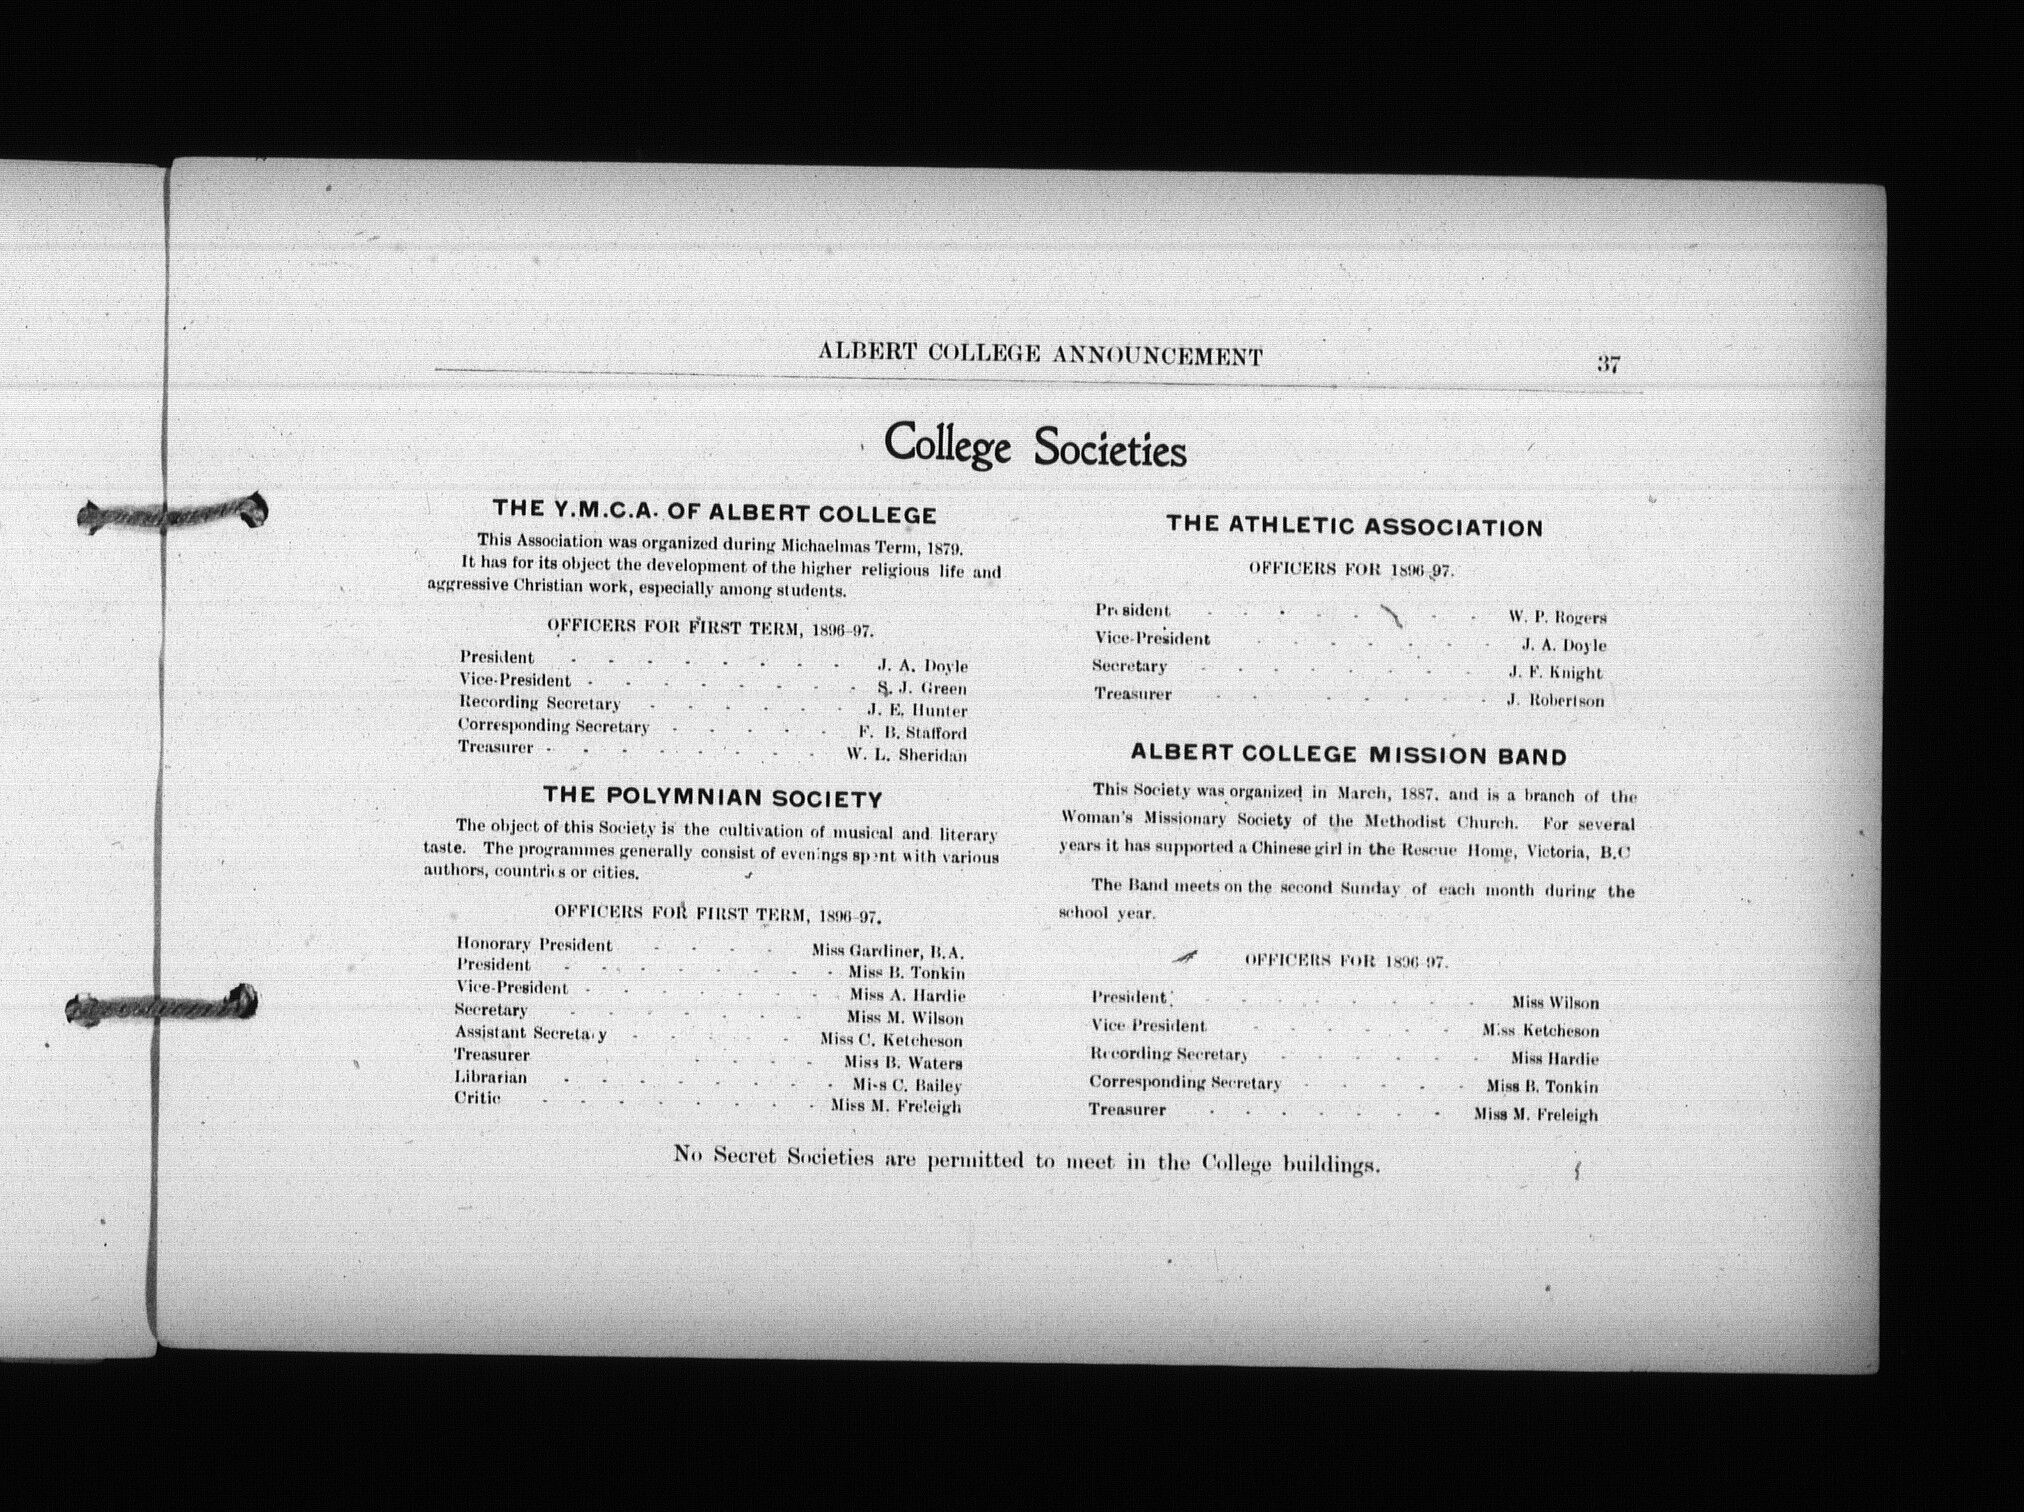 ALBERT COLLEGE ANNOUNCEMENT 37
College Societies
THE Y.M.C.A. OF ALBERT COLLEGE
This Association was organized during Michaelmas Term, 1879.
It has for its object the development of the higher religious life and
aggressive Christian work, especially among students.
OFFICERS FOR FIRST TERM, 1896-97.
President - - - - - - - - J. A. Doyle
Vice-President - - - - - - - - S. J. Green
Recording Secretary - - - - - - J. E. Hunter
Corresponding Secretary - - - - - F. B. Stafford
Treasurer - - - - - - - - W. L. Sheridan
THE POLYMNIAN SOCIETY
The object of this Society is the cultivation of musical and literary
taste. The programmes generally consist of evenings spent with various
authors, countries or cities.
OFFICERS FOR FIRST TERM, 1896-97.
Honorary President - - - - Miss Gardiner, B.A.
President - - - - - - - - Miss B. Tonkin
Vice-President - - - - - - - Miss A. Hardie
Secretary - - - - - - - Miss M. Wilson
Assistant Secretary - - - - - Miss C. Ketcheson
Treasurer - - - - Miss B. Waters
Librarian - - - - - - - - Miss C. Bailey
Critic - - - - - - - - Miss M. Freleigh
THE ATHLETIC ASSOCIATION
OFFICERS FOR 1896-97.
President - - - - - - - - W. P. Rogers
Vice-President - - - - - - - J. A. Doyle
Secretary - - - - - - - - J. F. Knight
Treasurer - - - - - - - J. Robertson
ALBERT COLLEGE MISSION BAND
This Society was organized in March, 1887, and is a branch of the
Woman's Missionary Society of the Methodist Church. For several
years it has supported a Chinese girl in the Rescue Home, Victoria, B.C
The Band meets on the second Sunday of each month during the
school year.
OFFICERS FOR 1896-97.
President - - - - - - - - Miss Wilson
Vice President - - - - - - Miss Ketcheson
Recording Secretary - - - - - - Miss Hardie
Corresponding Secretary - - - - - Miss B. Tonkin
Treasurer - - - - - - - Miss M. Freleigh
No Secret Societies are permitted to meet in the College buildings.